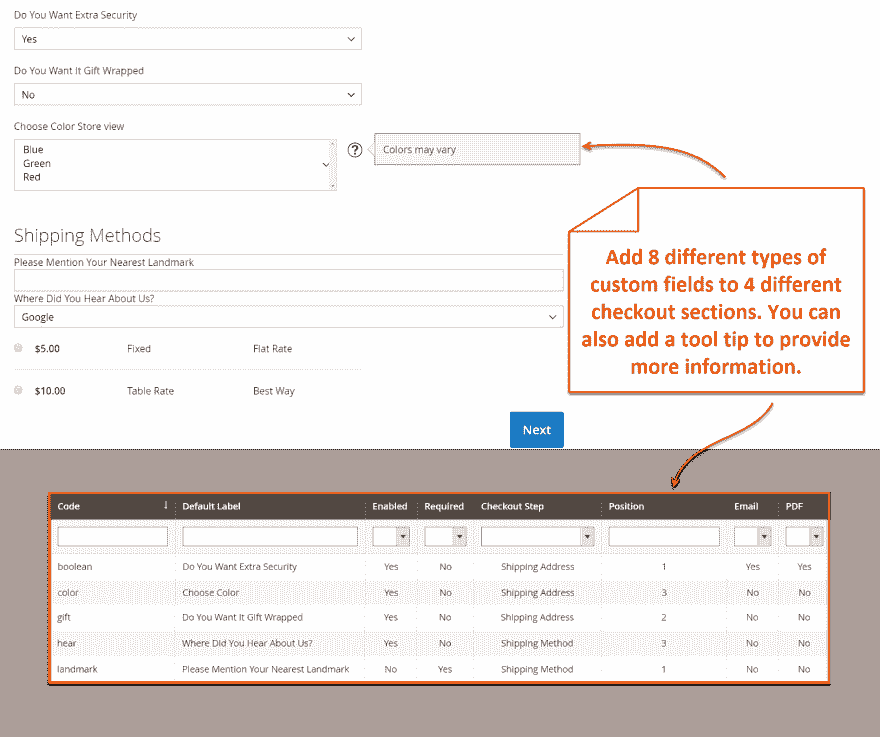 Do You Want Extra Security
Yes
Do You Want It Gift Wrapped
No
Choose Color Store view
Blue
Green
Red
? Colors may vary
Add 8 different types of
custom fields to 4 different
checkout sections. You can
also add a tool tip to provide
more information.
Shipping Methods
Please Mention Your Nearest Landmark
Where Did You Hear About Us?
Google
$5.00 Fixed Flat Rate
$10.00 Table Rate Best Way
Next
Code ↓ Default Label Enabled Required Checkout Step Position Email PDF
boolean Do You Want Extra Security Yes No Shipping Address 1 Yes Yes
color Choose Color Yes No Shipping Address 3 No No
gift Do You Want It Gift Wrapped Yes No Shipping Address 2 No No
hear Where Did You Hear About Us? Yes No Shipping Method 3 No No
landmark Please Mention Your Nearest Landmark No Yes Shipping Method 1 No No